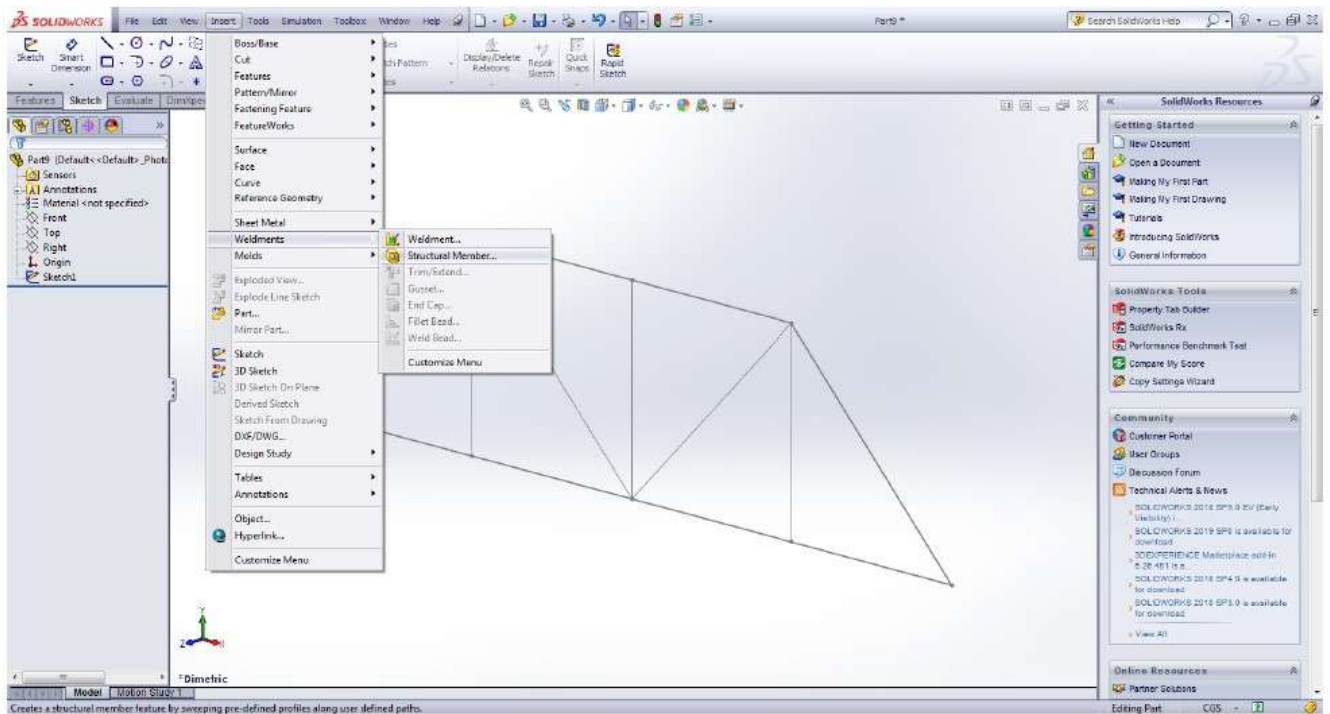 SOLIDWORKS File Edit View Insert Tools Simulation Toolbox Window Help Part9 * Search SolidWorks Help
Sketch Smart Dimension Display/Delete Relations Repair Sketch Quick Snaps Rapid Sketch
Features Sketch Evaluate
Part9 (Default<<Default>_Phot
Sensors
Annotations
Material <not specified>
Front
Top
Right
Origin
Sketch1
Boss/Base
Cut
Features
Pattern/Mirror
Fastening Feature
FeatureWorks
Surface
Face
Curve
Reference Geometry
Sheet Metal
Weldments
Molds
Exploded View...
Explode Line Sketch
Part...
Mirror Part...
Sketch
3D Sketch
3D Sketch On Plane
Derived Sketch
Sketch From Drawing
DXF/DWG...
Design Study
Tables
Annotations
Object...
Hyperlink...
Customize Menu
Weldment...
Structural Member...
Trim/Extend...
Gusset...
End Cap...
Fillet Bead...
Weld Bead...
Customize Menu
SolidWorks Resources
Getting Started
New Document
Open a Document
Making My First Part
Making My First Drawing
Tutorials
Introducing SolidWorks
General Information
SolidWorks Tools
Property Tab Builder
SolidWorks Rx
Performance Benchmark Test
Compare My Score
Copy Settings Wizard
Community
Customer Portal
User Groups
Discussion Forum
Technical Alerts & News
SOLIDWORKS 2019 SP5.0 is available for download
View All
Online Resources
Partner Solutions
*Dimetric
Model Motion Study 1
Creates a structural member feature by sweeping pre-defined profiles along user defined paths.
Editing Part CGS